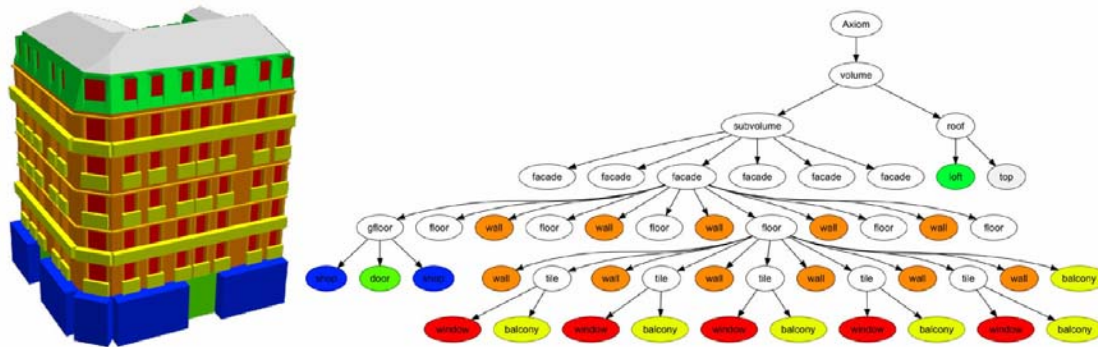 Axiom
volume
subvolume roof
facade facade facade facade facade facade loft top
gfloor floor wall floor wall floor wall floor wall floor wall floor
shop door shop wall tile wall tile wall tile wall tile wall tile wall balcony
window balcony window balcony window balcony window balcony window balcony